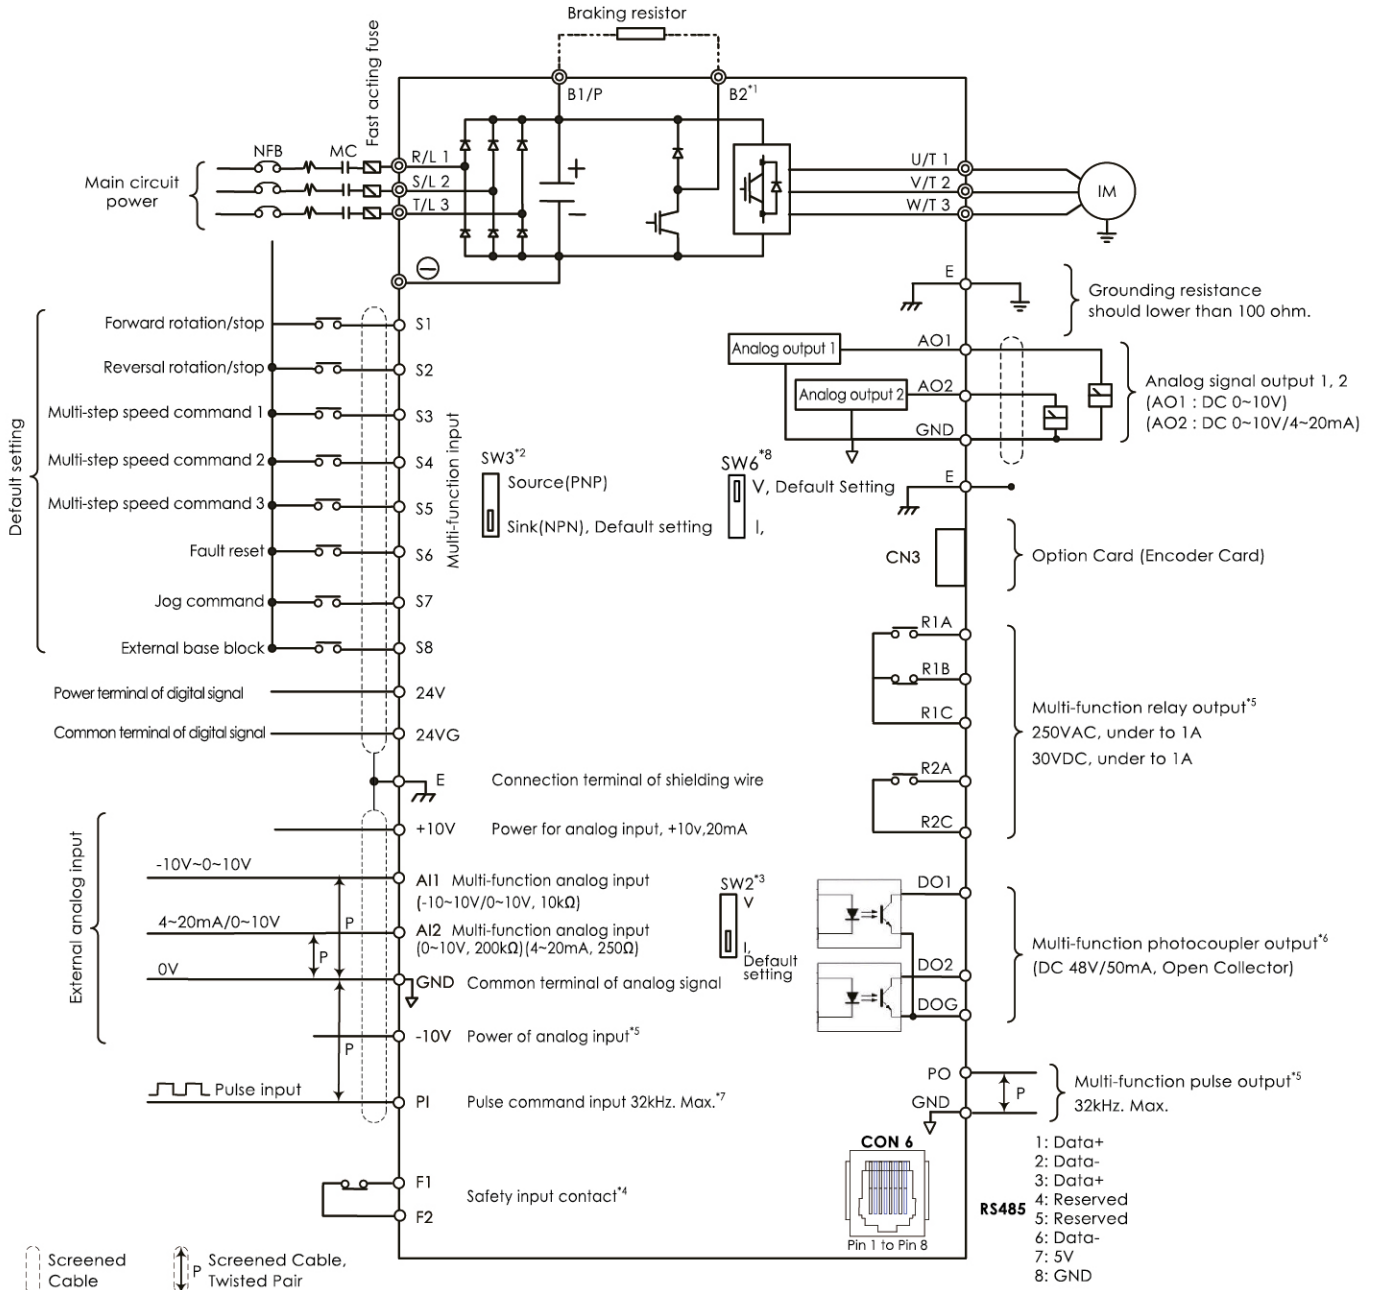 Braking resistor
Fast acting fuse
B1/P
B2*1
NFB
MC
R/L 1
S/L 2
T/L 3
Main circuit
power
+
−
U/T 1
V/T 2
W/T 3
IM
E
Grounding resistance
should lower than 100 ohm.
Default setting
Forward rotation/stop
S1
Reversal rotation/stop
S2
Multi-step speed command 1
S3
Multi-step speed command 2
S4
Multi-step speed command 3
S5
Fault reset
S6
Jog command
S7
External base block
S8
Multi-function input
Power terminal of digital signal
24V
Common terminal of digital signal
24VG
SW3*2
Source(PNP)
Sink(NPN), Default setting
SW6*8
V, Default Setting
I,
Analog output 1
AO1
Analog output 2
AO2
GND
Analog signal output 1, 2
(AO1 : DC 0~10V)
(AO2 : DC 0~10V/4~20mA)
E
CN3
Option Card (Encoder Card)
R1A
R1B
R1C
R2A
R2C
Multi-function relay output*5
250VAC, under to 1A
30VDC, under to 1A
E
Connection terminal of shielding wire
External analog input
+10V
Power for analog input, +10v,20mA
-10V~0~10V
AI1 Multi-function analog input
(-10~10V/0~10V, 10kΩ)
4~20mA/0~10V
P
AI2 Multi-function analog input
(0~10V, 200kΩ)(4~20mA, 250Ω)
P
0V
GND Common terminal of analog signal
-10V Power of analog input*5
P
Pulse input
PI
Pulse command input 32kHz. Max.*7
SW2*3
V
I,
Default
setting
DO1
DO2
DOG
Multi-function photocoupler output*6
(DC 48V/50mA, Open Collector)
PO
GND
P
Multi-function pulse output*5
32kHz. Max.
F1
F2
Safety input contact*4
CON 6
Pin 1 to Pin 8
RS485
1: Data+
2: Data-
3: Data+
4: Reserved
5: Reserved
6: Data-
7: 5V
8: GND
Screened
Cable
P
Screened Cable,
Twisted Pair